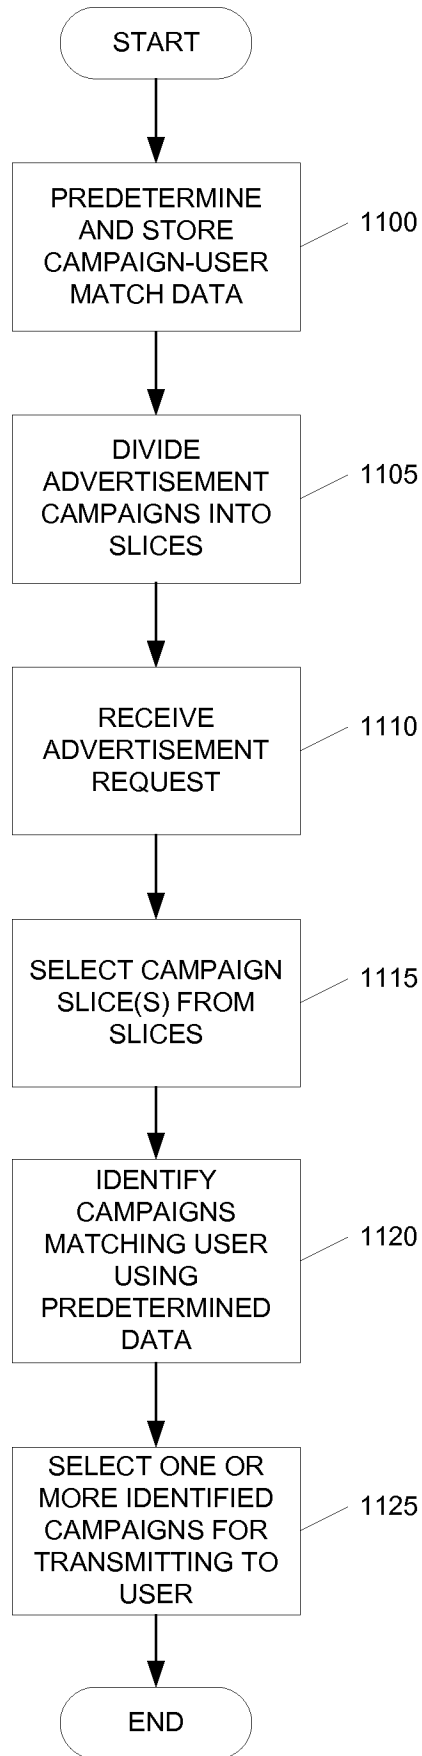 START
PREDETERMINE
AND STORE
CAMPAIGN-USER
MATCH DATA
1100
DIVIDE
ADVERTISEMENT
CAMPAIGNS INTO
SLICES
1105
RECEIVE
ADVERTISEMENT
REQUEST
1110
SELECT CAMPAIGN
SLICE(S) FROM
SLICES
1115
IDENTIFY
CAMPAIGNS
MATCHING USER
USING
PREDETERMINED
DATA
1120
SELECT ONE OR
MORE IDENTIFIED
CAMPAIGNS FOR
TRANSMITTING TO
USER
1125
END